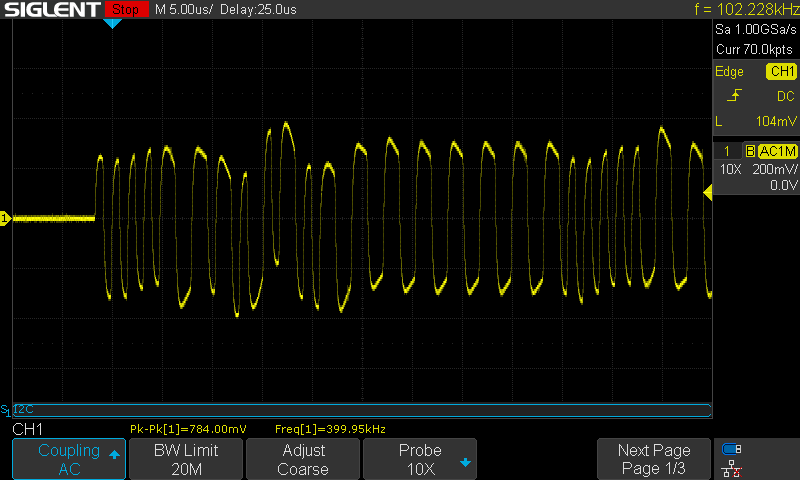 SIGLENT Stop M 5.00us/ Delay:25.0us f = 102.228kHz
Sa 1.00GSa/s
Curr 70.0kpts
Edge CH1
DC
L 104mV
1 B AC1M
10X 200mV/
0.0V
1
S1 I2C
CH1 Pk-Pk[1]=784.00mV Freq[1]=399.95kHz
Coupling AC
BW Limit 20M
Adjust Coarse
Probe 10X
Next Page Page 1/3